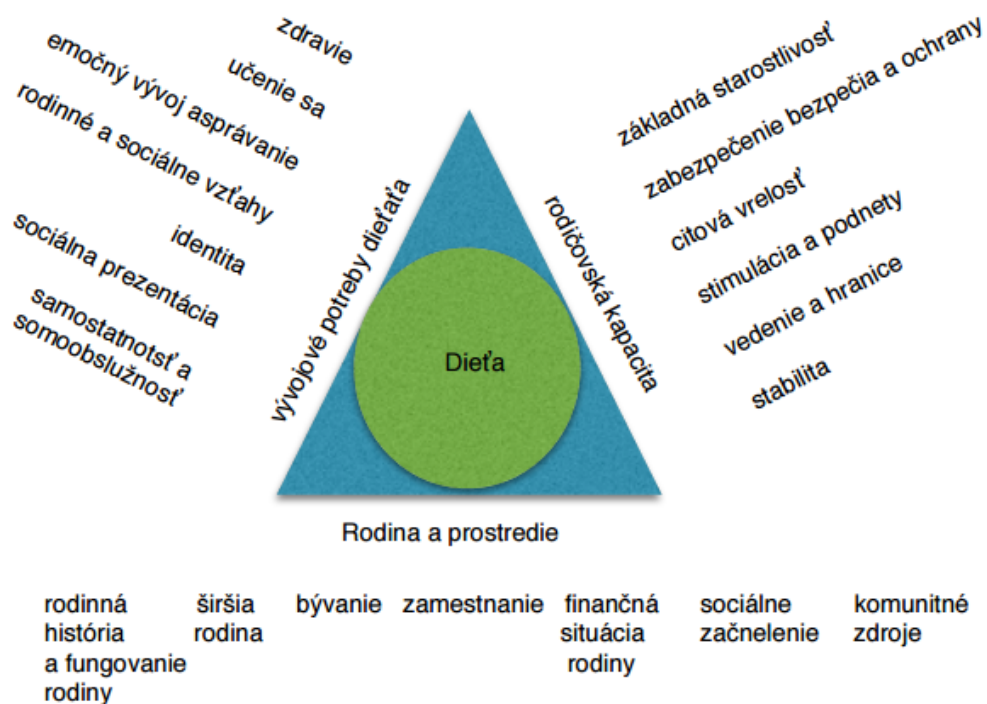 zdravie
učenie sa
emočný vývoj asprávanie
rodinné a sociálne vzťahy
identita
sociálna prezentácia
samostatnotsť a
somoobslužnosť
vývojové potreby dieťaťa
Dieťa
rodičovská kapacita
základná starostlivosť
zabezpečenie bezpečia a ochrany
citová vrelosť
stimulácia a podnety
vedenie a hranice
stabilita
Rodina a prostredie
rodinná
história
a fungovanie
rodiny
širšia
rodina
bývanie
zamestnanie
finančná
situácia
rodiny
sociálne
začnelenie
komunitné
zdroje